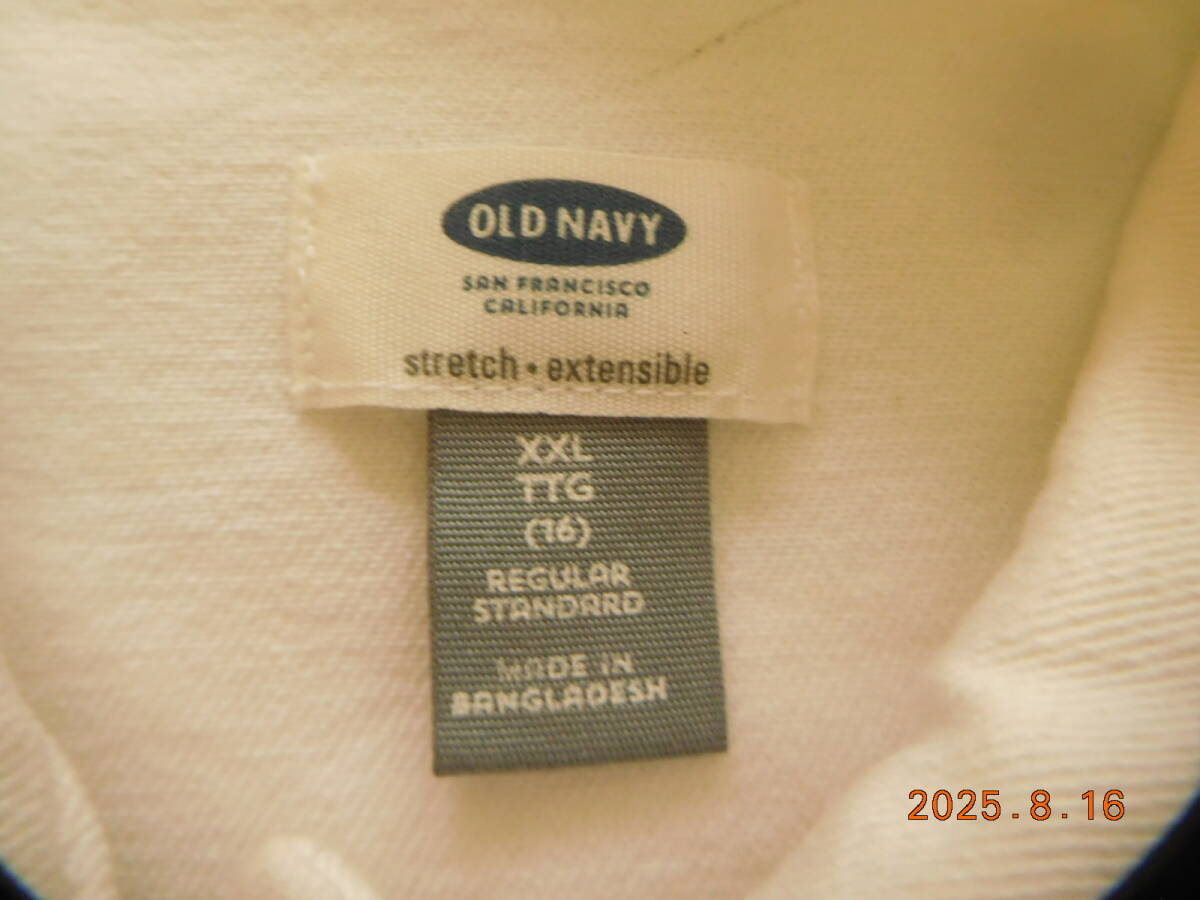 OLD NAVY
SAN FRANCISCO
CALIFORNIA
stretch • extensible
XXL
TTG
(16)
REGULAR
STANDARD
MADE IN
BANGLADESH
2025.8.16